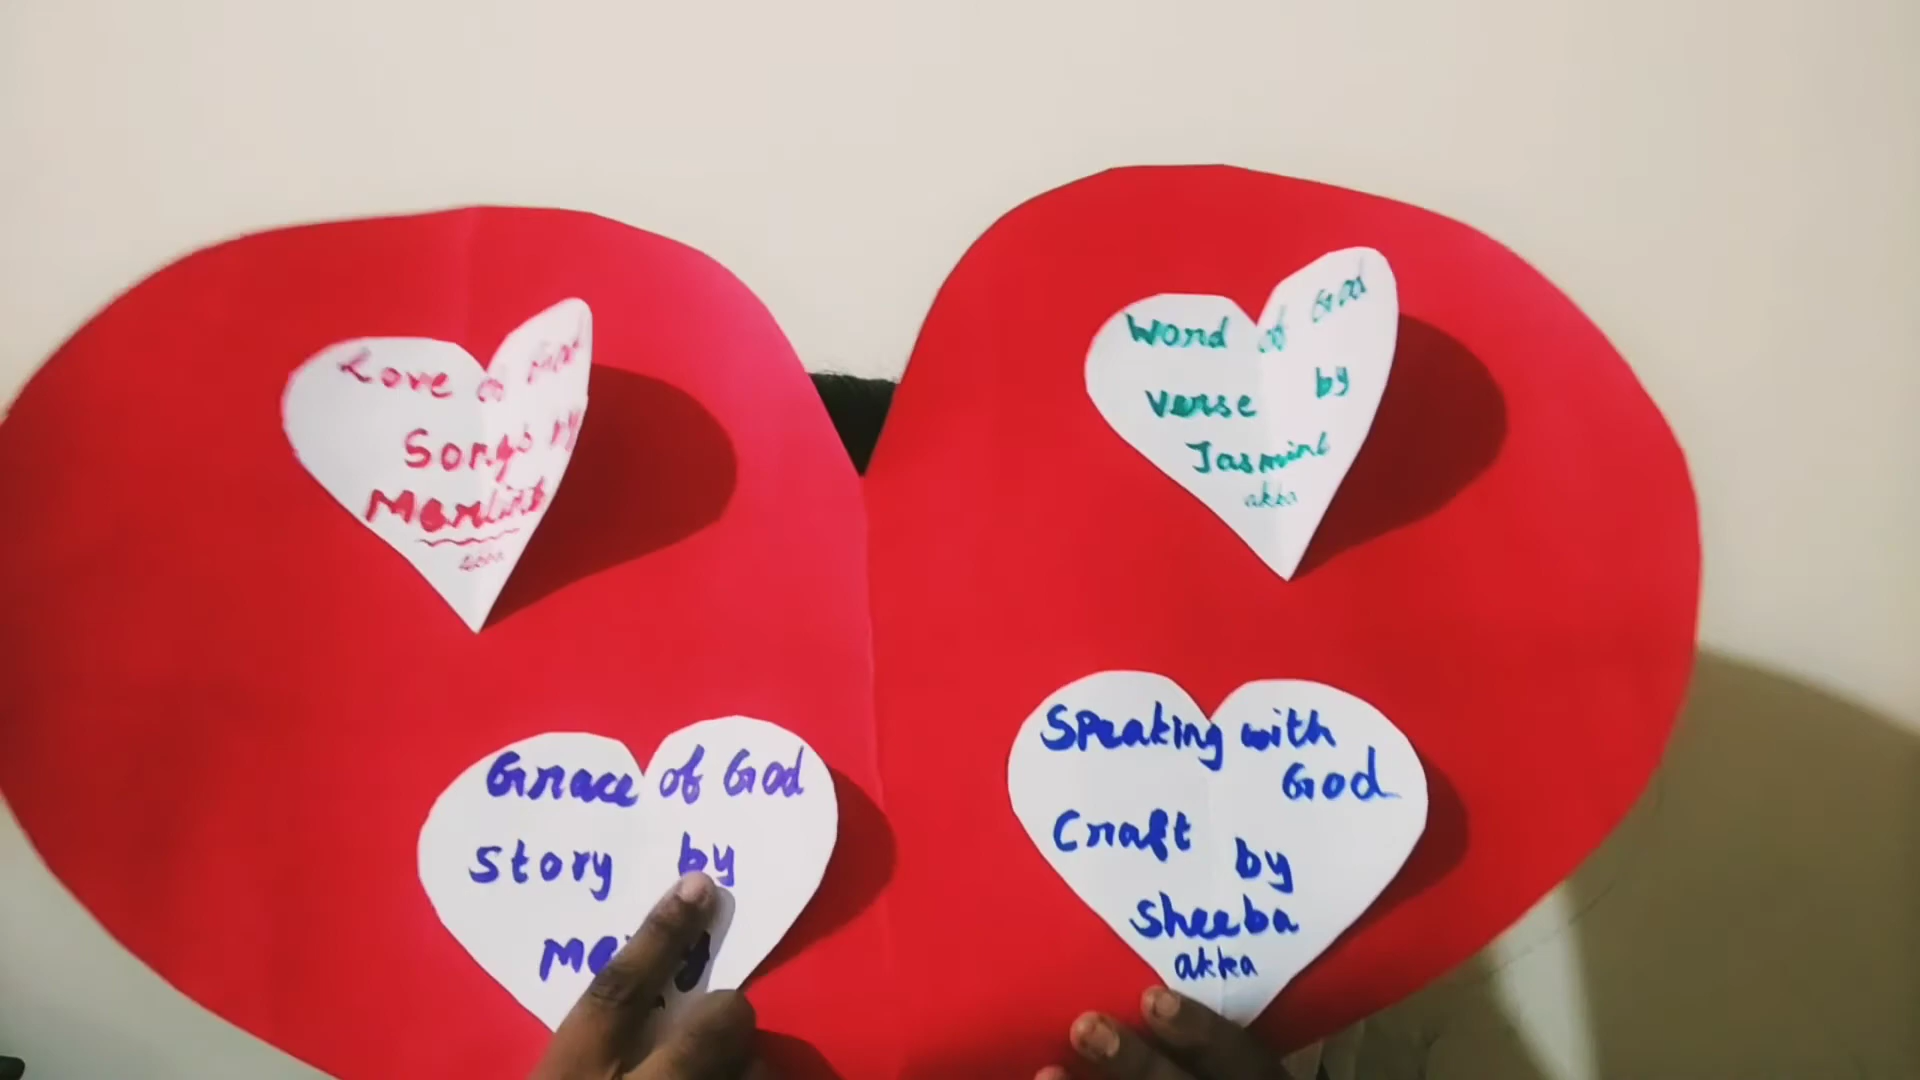 Love of God
Songs by
Word of God
verse by
Jasmine
akka
Grace of God
story by
Speaking with
God
Craft by
Sheeba
akka